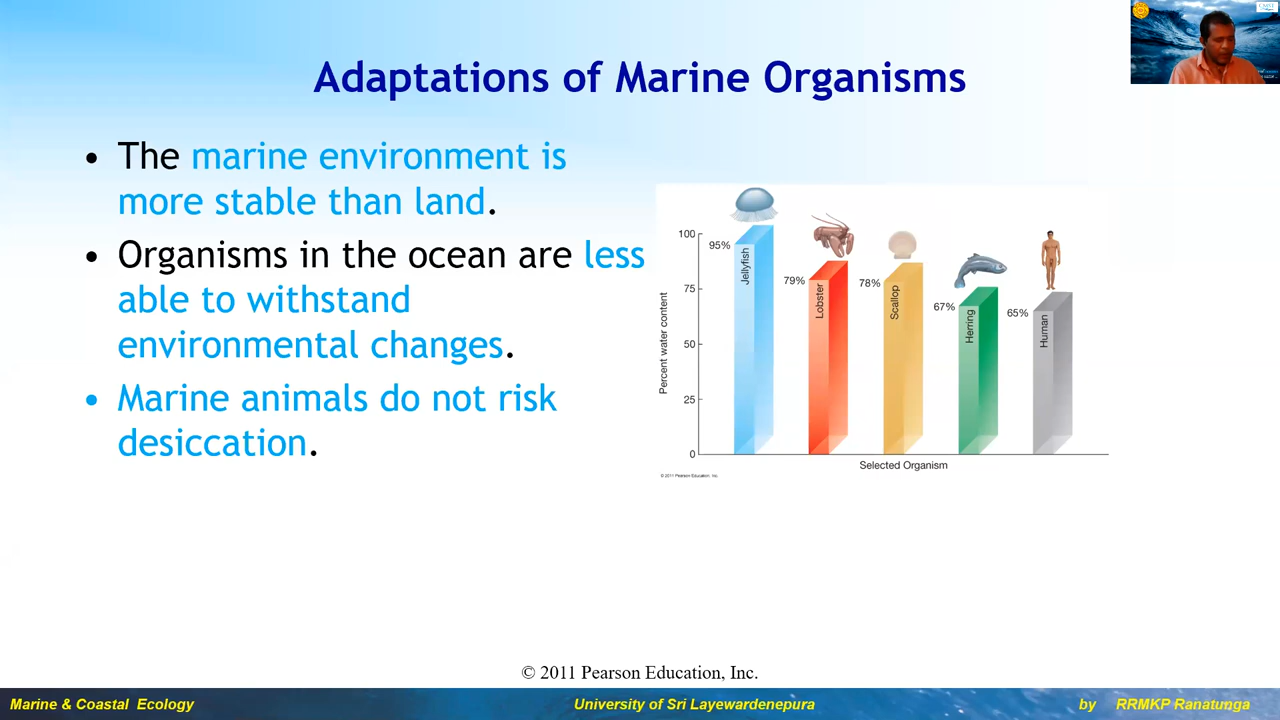 Adaptations of Marine Organisms
• The marine environment is
more stable than land.
• Organisms in the ocean are less
able to withstand
environmental changes.
• Marine animals do not risk
desiccation.
Percent water content
100
75
50
25
0
95%
Jellyfish
79%
Lobster
78%
Scallop
67%
Herring
65%
Human
Selected Organism
© 2011 Pearson Education, Inc.
© 2011 Pearson Education, Inc.
Marine & Coastal Ecology
University of Sri Layewardenepura
by RRMKP Ranatunga